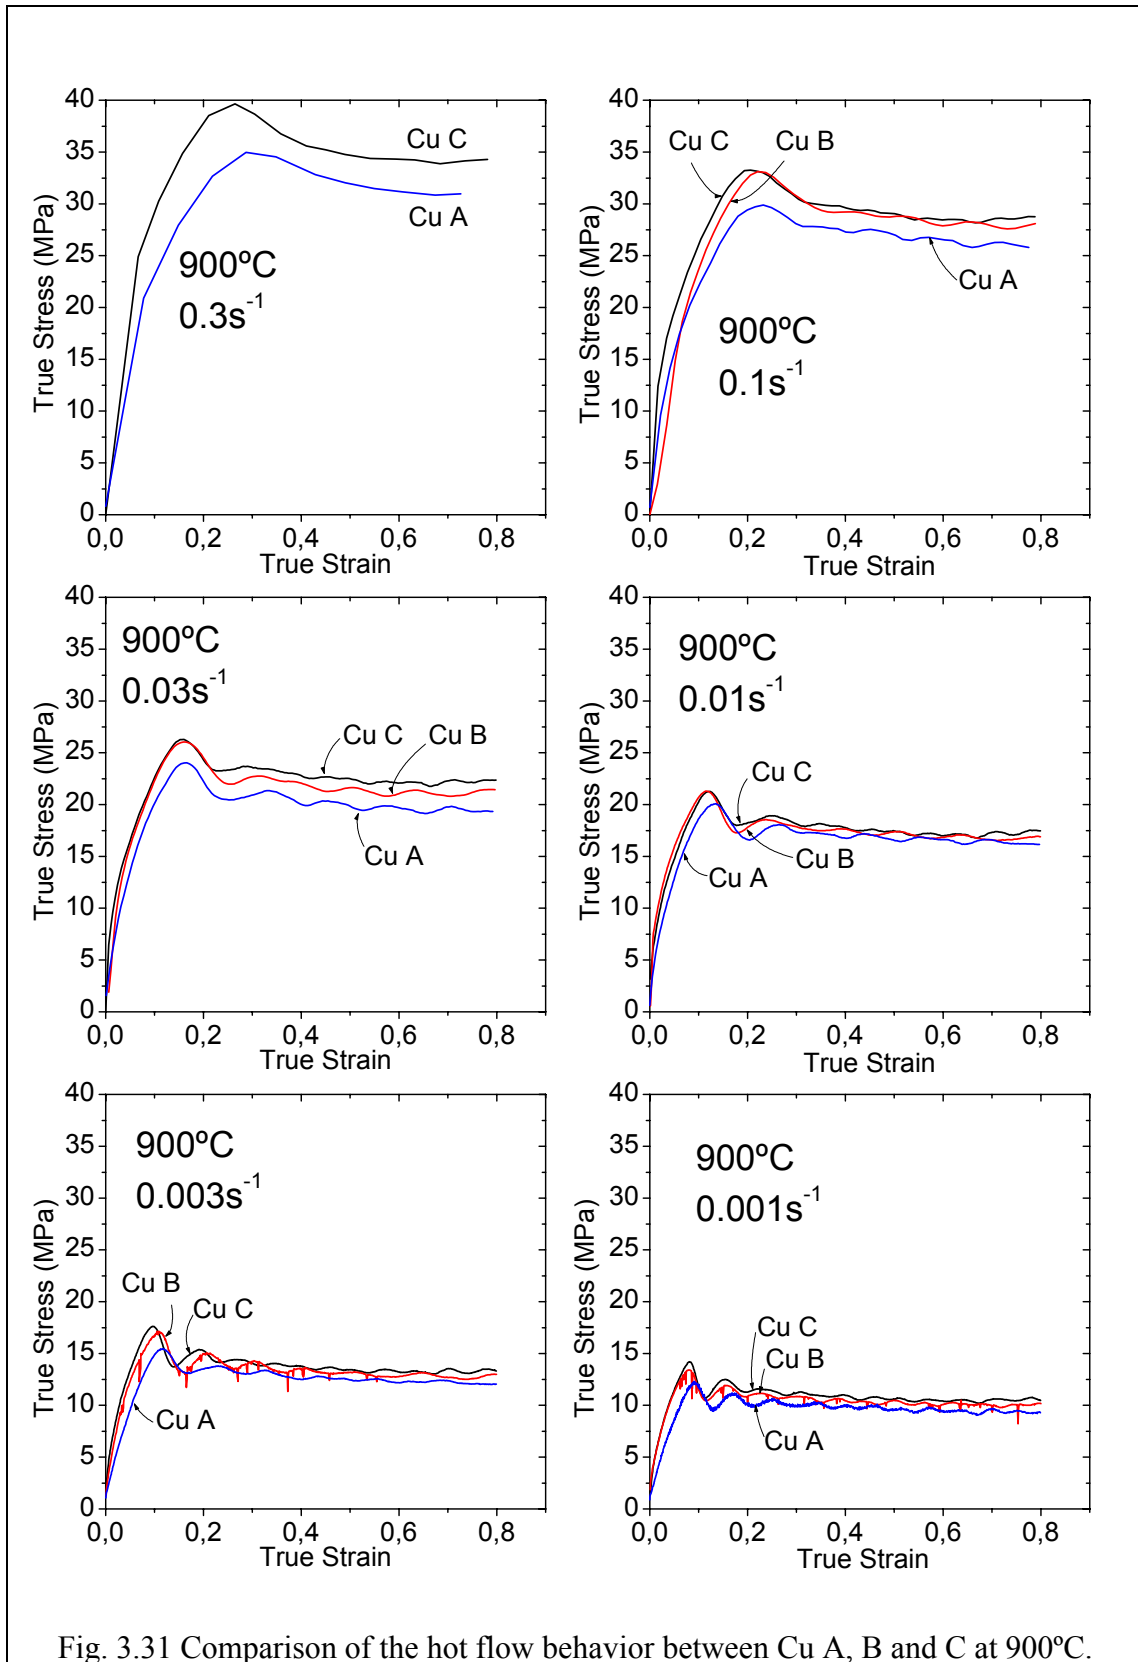 40
35
30
25
20
15
10
5
0
True Stress (MPa)
Cu C
Cu A
900ºC
0.3s-1
0,0 0,2 0,4 0,6 0,8
True Strain
40
35
30
25
20
15
10
5
0
True Stress (MPa)
Cu C
Cu B
Cu A
900ºC
0.1s-1
0,0 0,2 0,4 0,6 0,8
True Strain
40
35
30
25
20
15
10
5
0
True Stress (MPa)
900ºC
0.03s-1
Cu C Cu B
Cu A
0,0 0,2 0,4 0,6 0,8
True Strain
40
35
30
25
20
15
10
5
0
True Stress (MPa)
900ºC
0.01s-1
Cu C
Cu B
Cu A
0,0 0,2 0,4 0,6 0,8
True Strain
40
35
30
25
20
15
10
5
0
True Stress (MPa)
900ºC
0.003s-1
Cu B
Cu C
Cu A
0,0 0,2 0,4 0,6 0,8
True Strain
40
35
30
25
20
15
10
5
0
True Stress (MPa)
900ºC
0.001s-1
Cu C
Cu B
Cu A
0,0 0,2 0,4 0,6 0,8
True Strain
Fig. 3.31 Comparison of the hot flow behavior between Cu A, B and C at 900ºC.